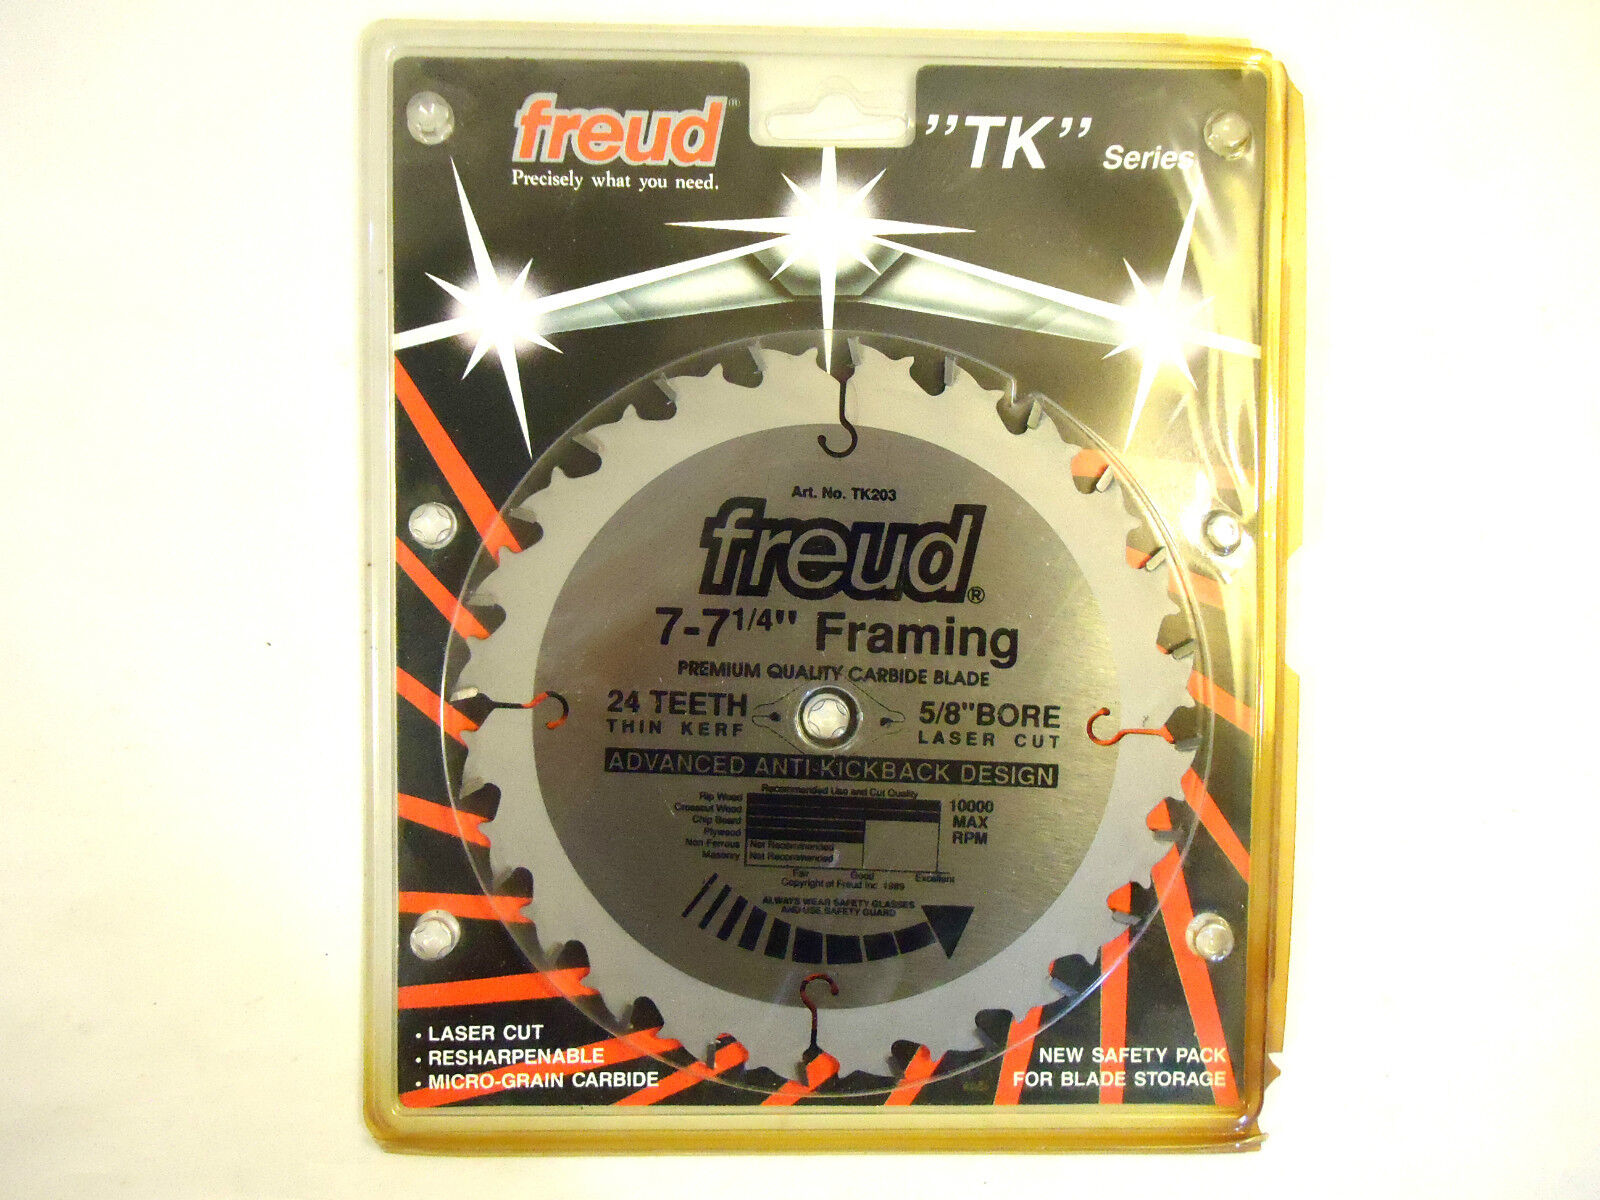 freud®
Precisely what you need.
”TK” Series
Art. No. TK203
freud®
7-7 1/4" Framing
PREMIUM QUALITY CARBIDE BLADE
24 TEETH
THIN KERF
5/8"BORE
LASER CUT
ADVANCED ANTI-KICKBACK DESIGN
Recommended Use and Cut Quality
Rip Wood
Crosscut Wood
Chip Board
Plywood
Non Ferrous Not Recommended
Masonry Not Recommended
Fair Good Excellent
10000
MAX
RPM
Copyright of Freud Inc. 1989
ALWAYS WEAR SAFETY GLASSES
AND USE SAFETY GUARD
• LASER CUT
• RESHARPENABLE
• MICRO-GRAIN CARBIDE
NEW SAFETY PACK
FOR BLADE STORAGE